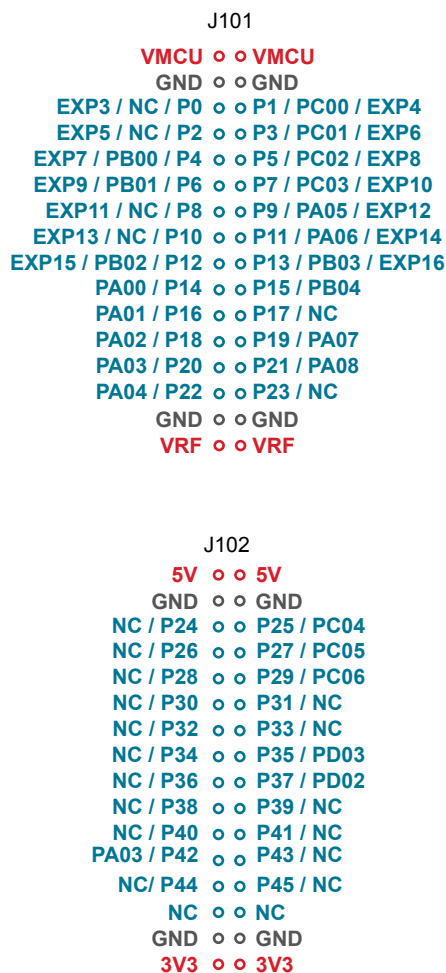 J101
VMCU VMCU
GND GND
EXP3 / NC / P0 P1 / PC00 / EXP4
EXP5 / NC / P2 P3 / PC01 / EXP6
EXP7 / PB00 / P4 P5 / PC02 / EXP8
EXP9 / PB01 / P6 P7 / PC03 / EXP10
EXP11 / NC / P8 P9 / PA05 / EXP12
EXP13 / NC / P10 P11 / PA06 / EXP14
EXP15 / PB02 / P12 P13 / PB03 / EXP16
PA00 / P14 P15 / PB04
PA01 / P16 P17 / NC
PA02 / P18 P19 / PA07
PA03 / P20 P21 / PA08
PA04 / P22 P23 / NC
GND GND
VRF VRF
J102
5V 5V
GND GND
NC / P24 P25 / PC04
NC / P26 P27 / PC05
NC / P28 P29 / PC06
NC / P30 P31 / NC
NC / P32 P33 / NC
NC / P34 P35 / PD03
NC / P36 P37 / PD02
NC / P38 P39 / NC
NC / P40 P41 / NC
PA03 / P42 P43 / NC
NC/ P44 P45 / NC
NC NC
GND GND
3V3 3V3